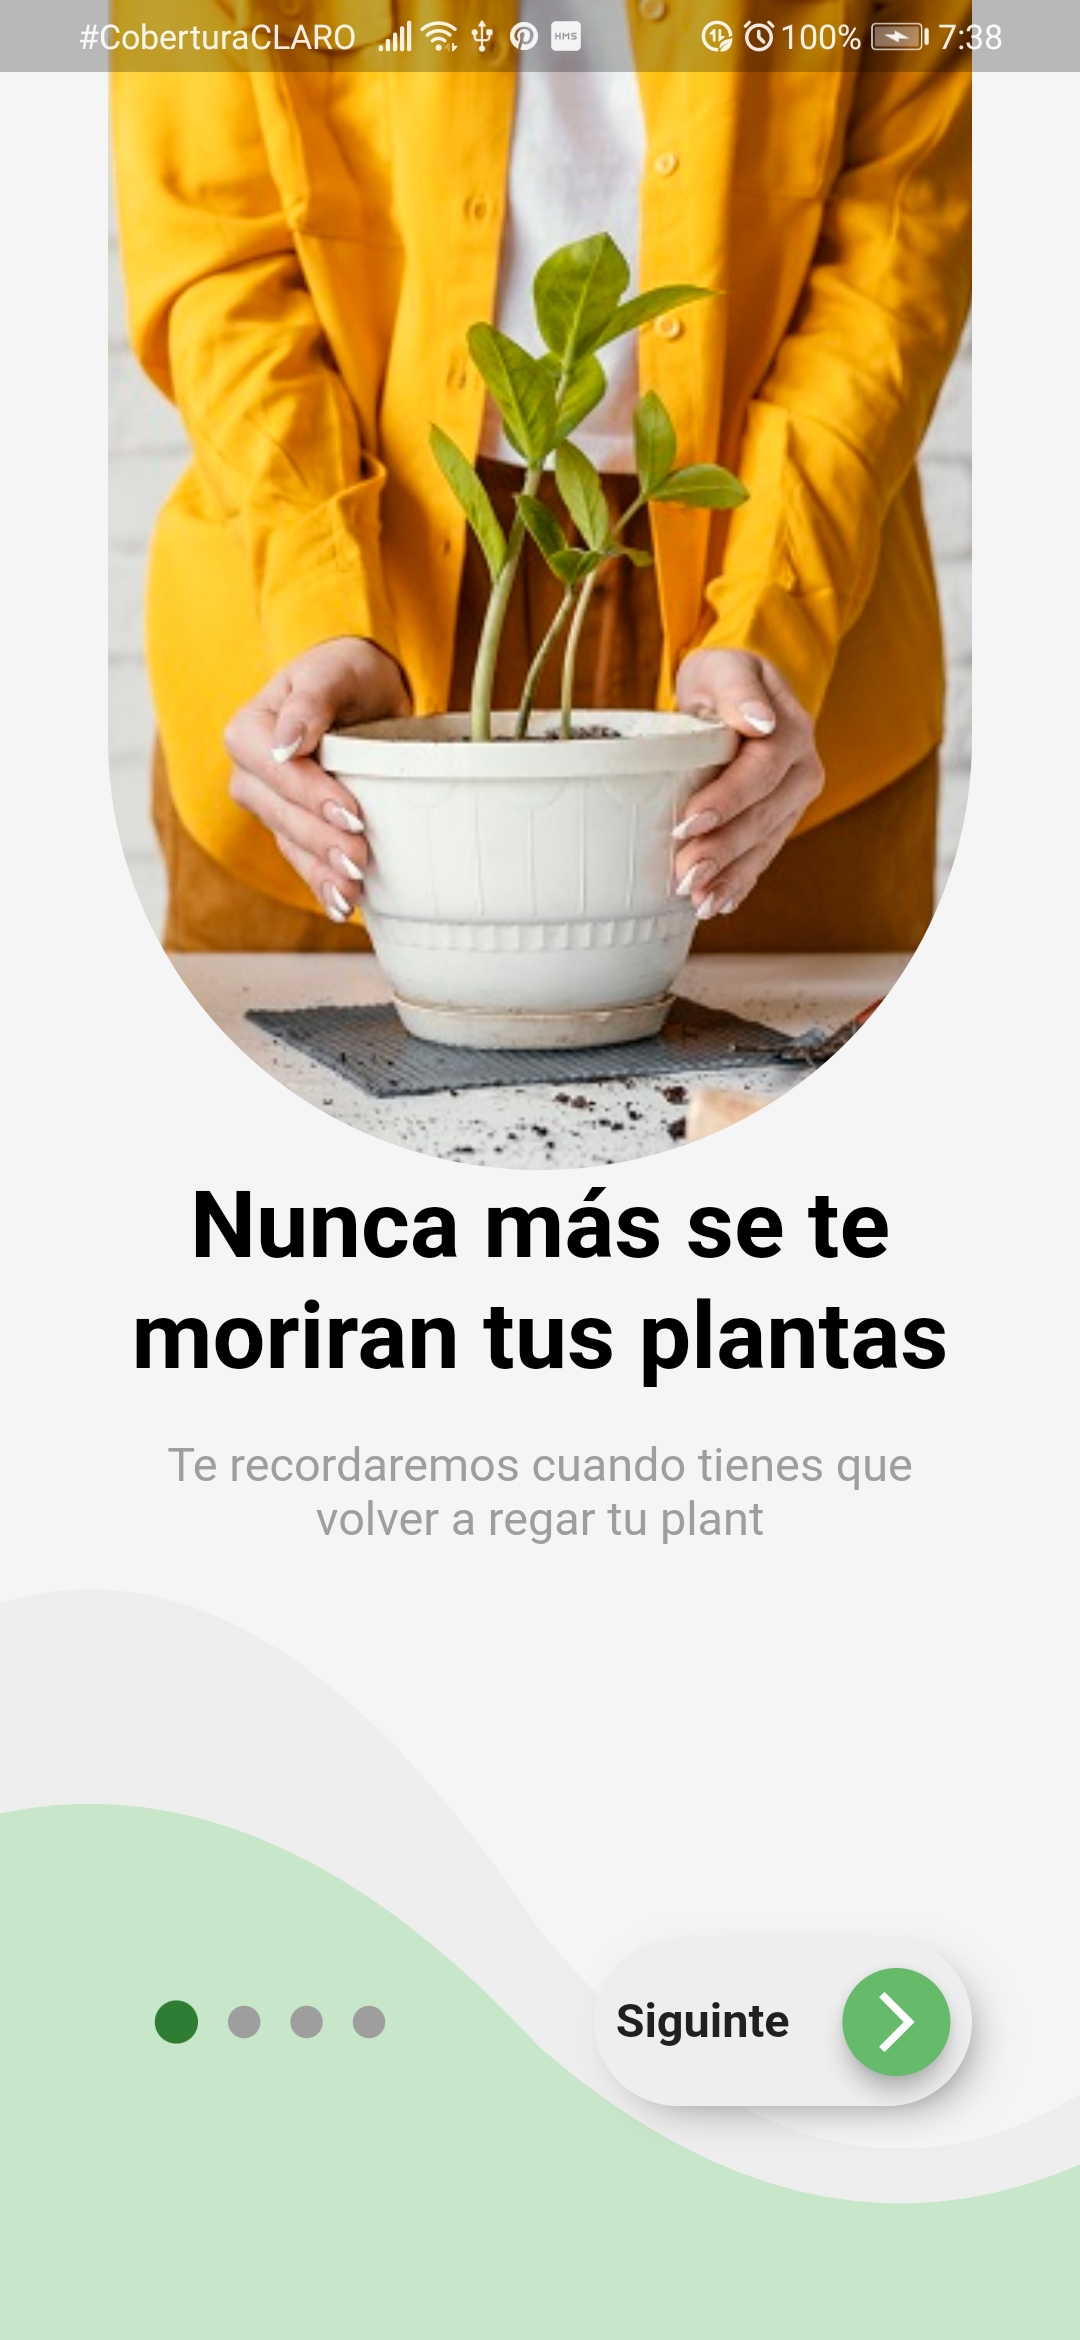 #CoberturaCLARO HMS 100% 7:38
Nunca más se te
moriran tus plantas
Te recordaremos cuando tienes que
volver a regar tu plant
Siguinte